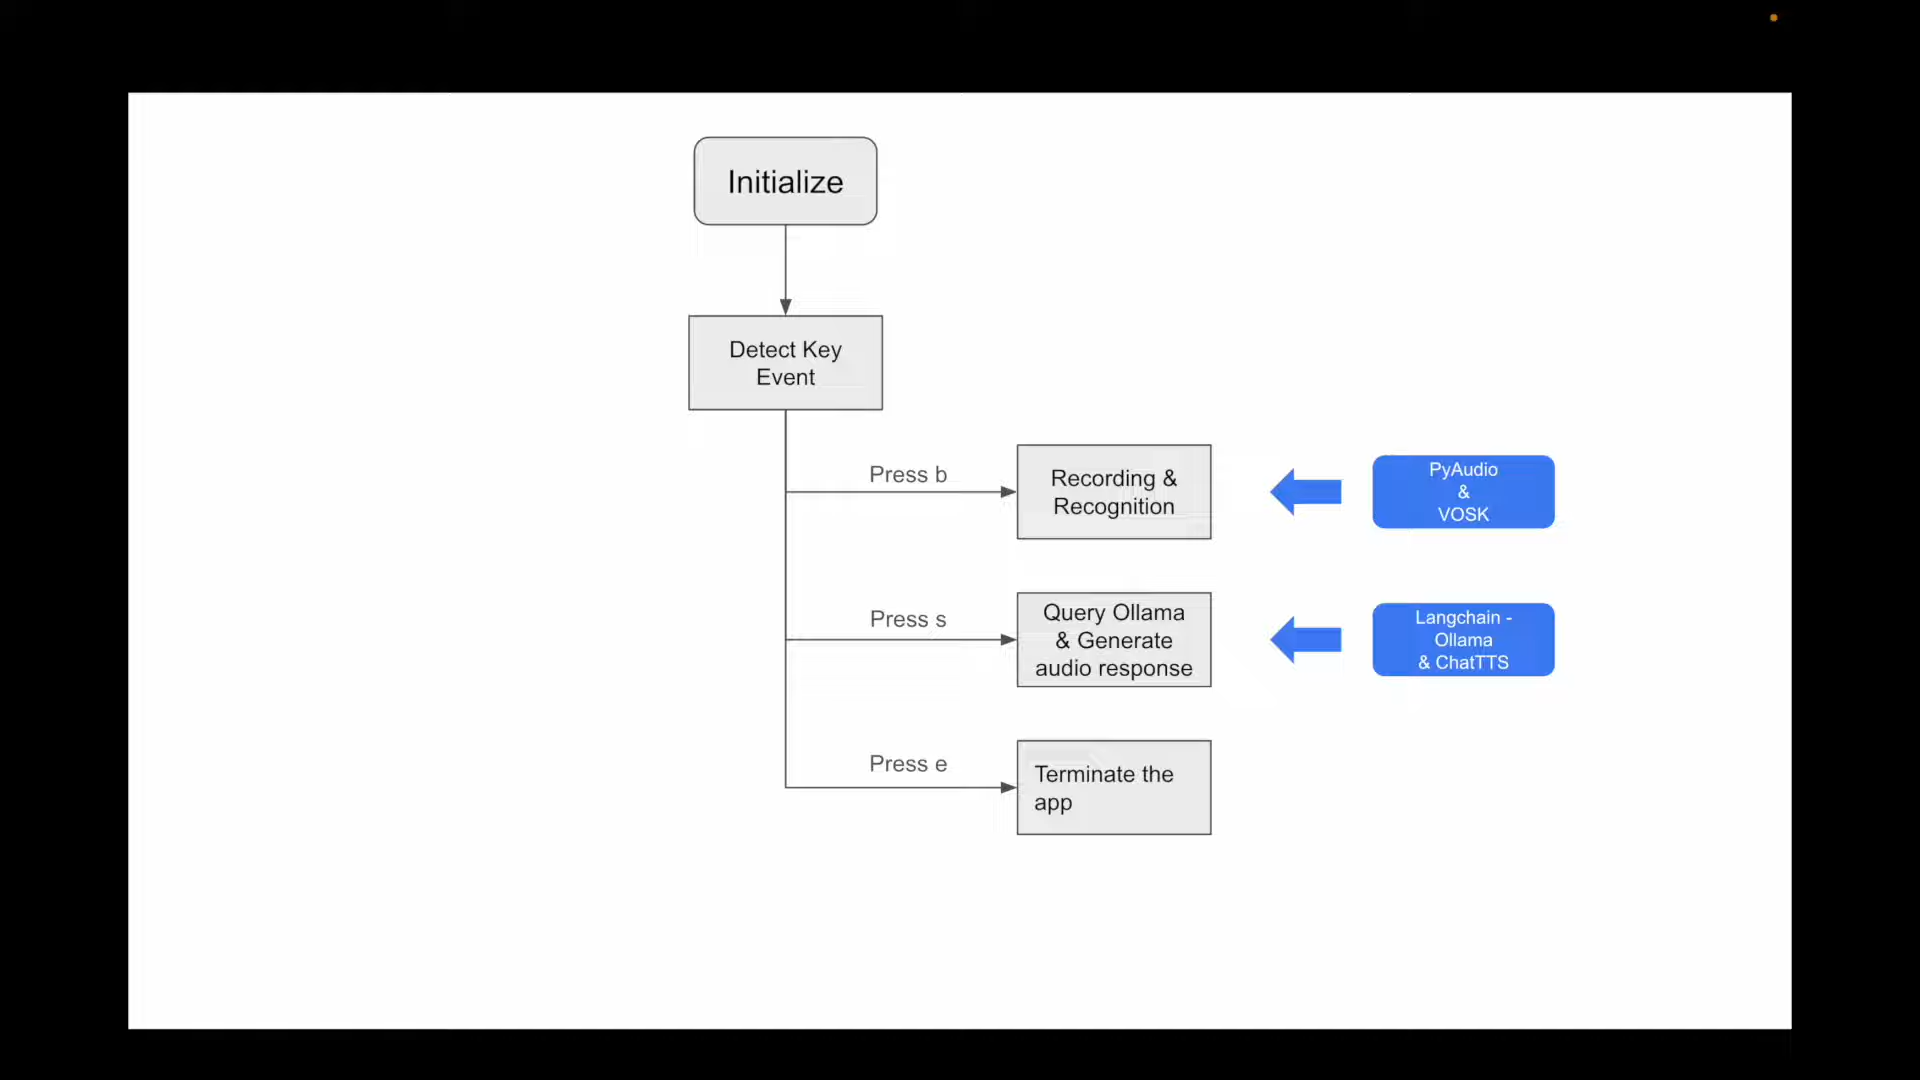 Initialize
Detect Key
Event
Press b
Recording &
Recognition
PyAudio
&
VOSK
Press s
Query Ollama
& Generate
audio response
Langchain -
Ollama
& ChatTTS
Press e
Terminate the
app